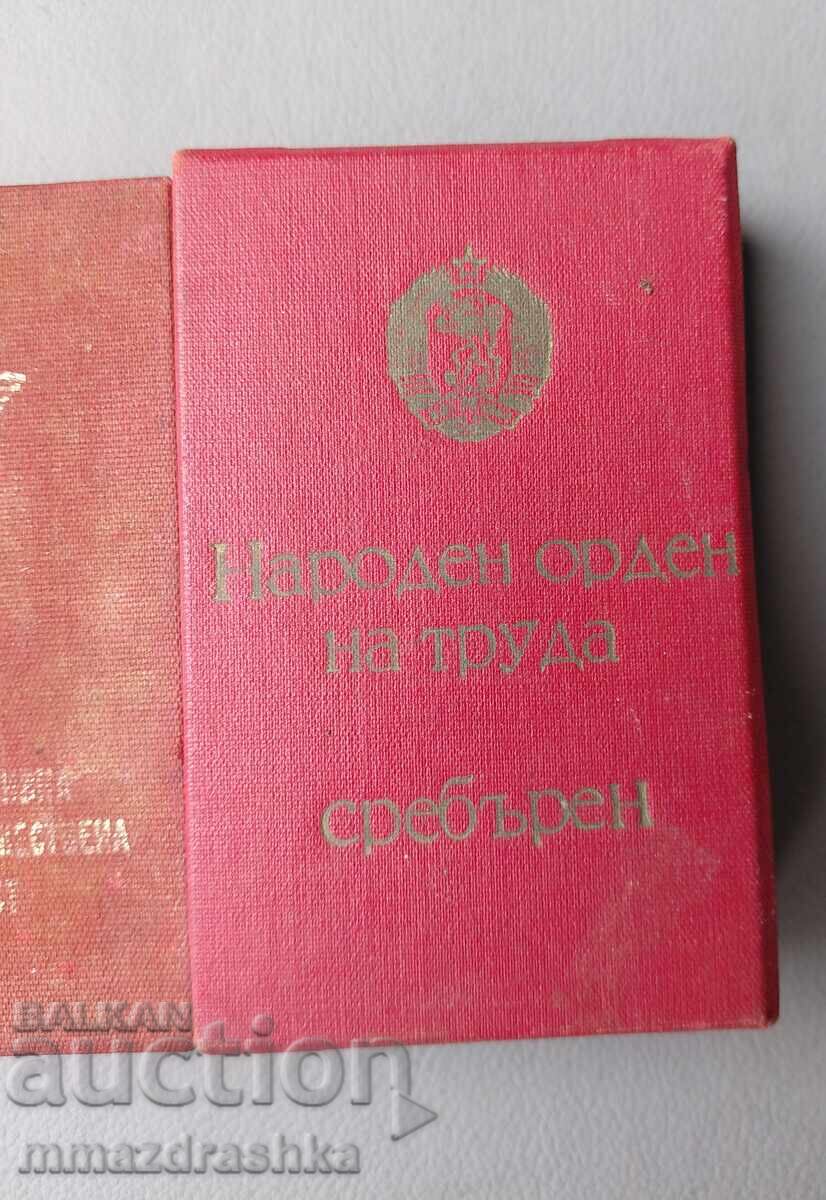 Народен орден
на труда
сребърен
BALKAN
auction
mmazdrashka